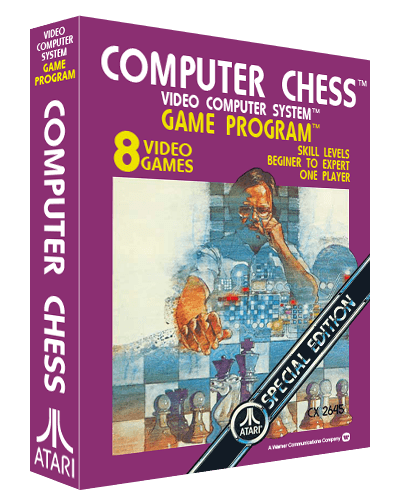 VIDEO
COMPUTER
SYSTEM
GAME
PROGRAM
COMPUTER CHESS
ATARI
COMPUTER CHESS™
VIDEO COMPUTER SYSTEM™
GAME PROGRAM™
8 VIDEO
GAMES
SKILL LEVELS
BEGINER TO EXPERT
ONE PLAYER
SPECIAL EDITION
ATARI
CX 2645
A Warner Communications Company